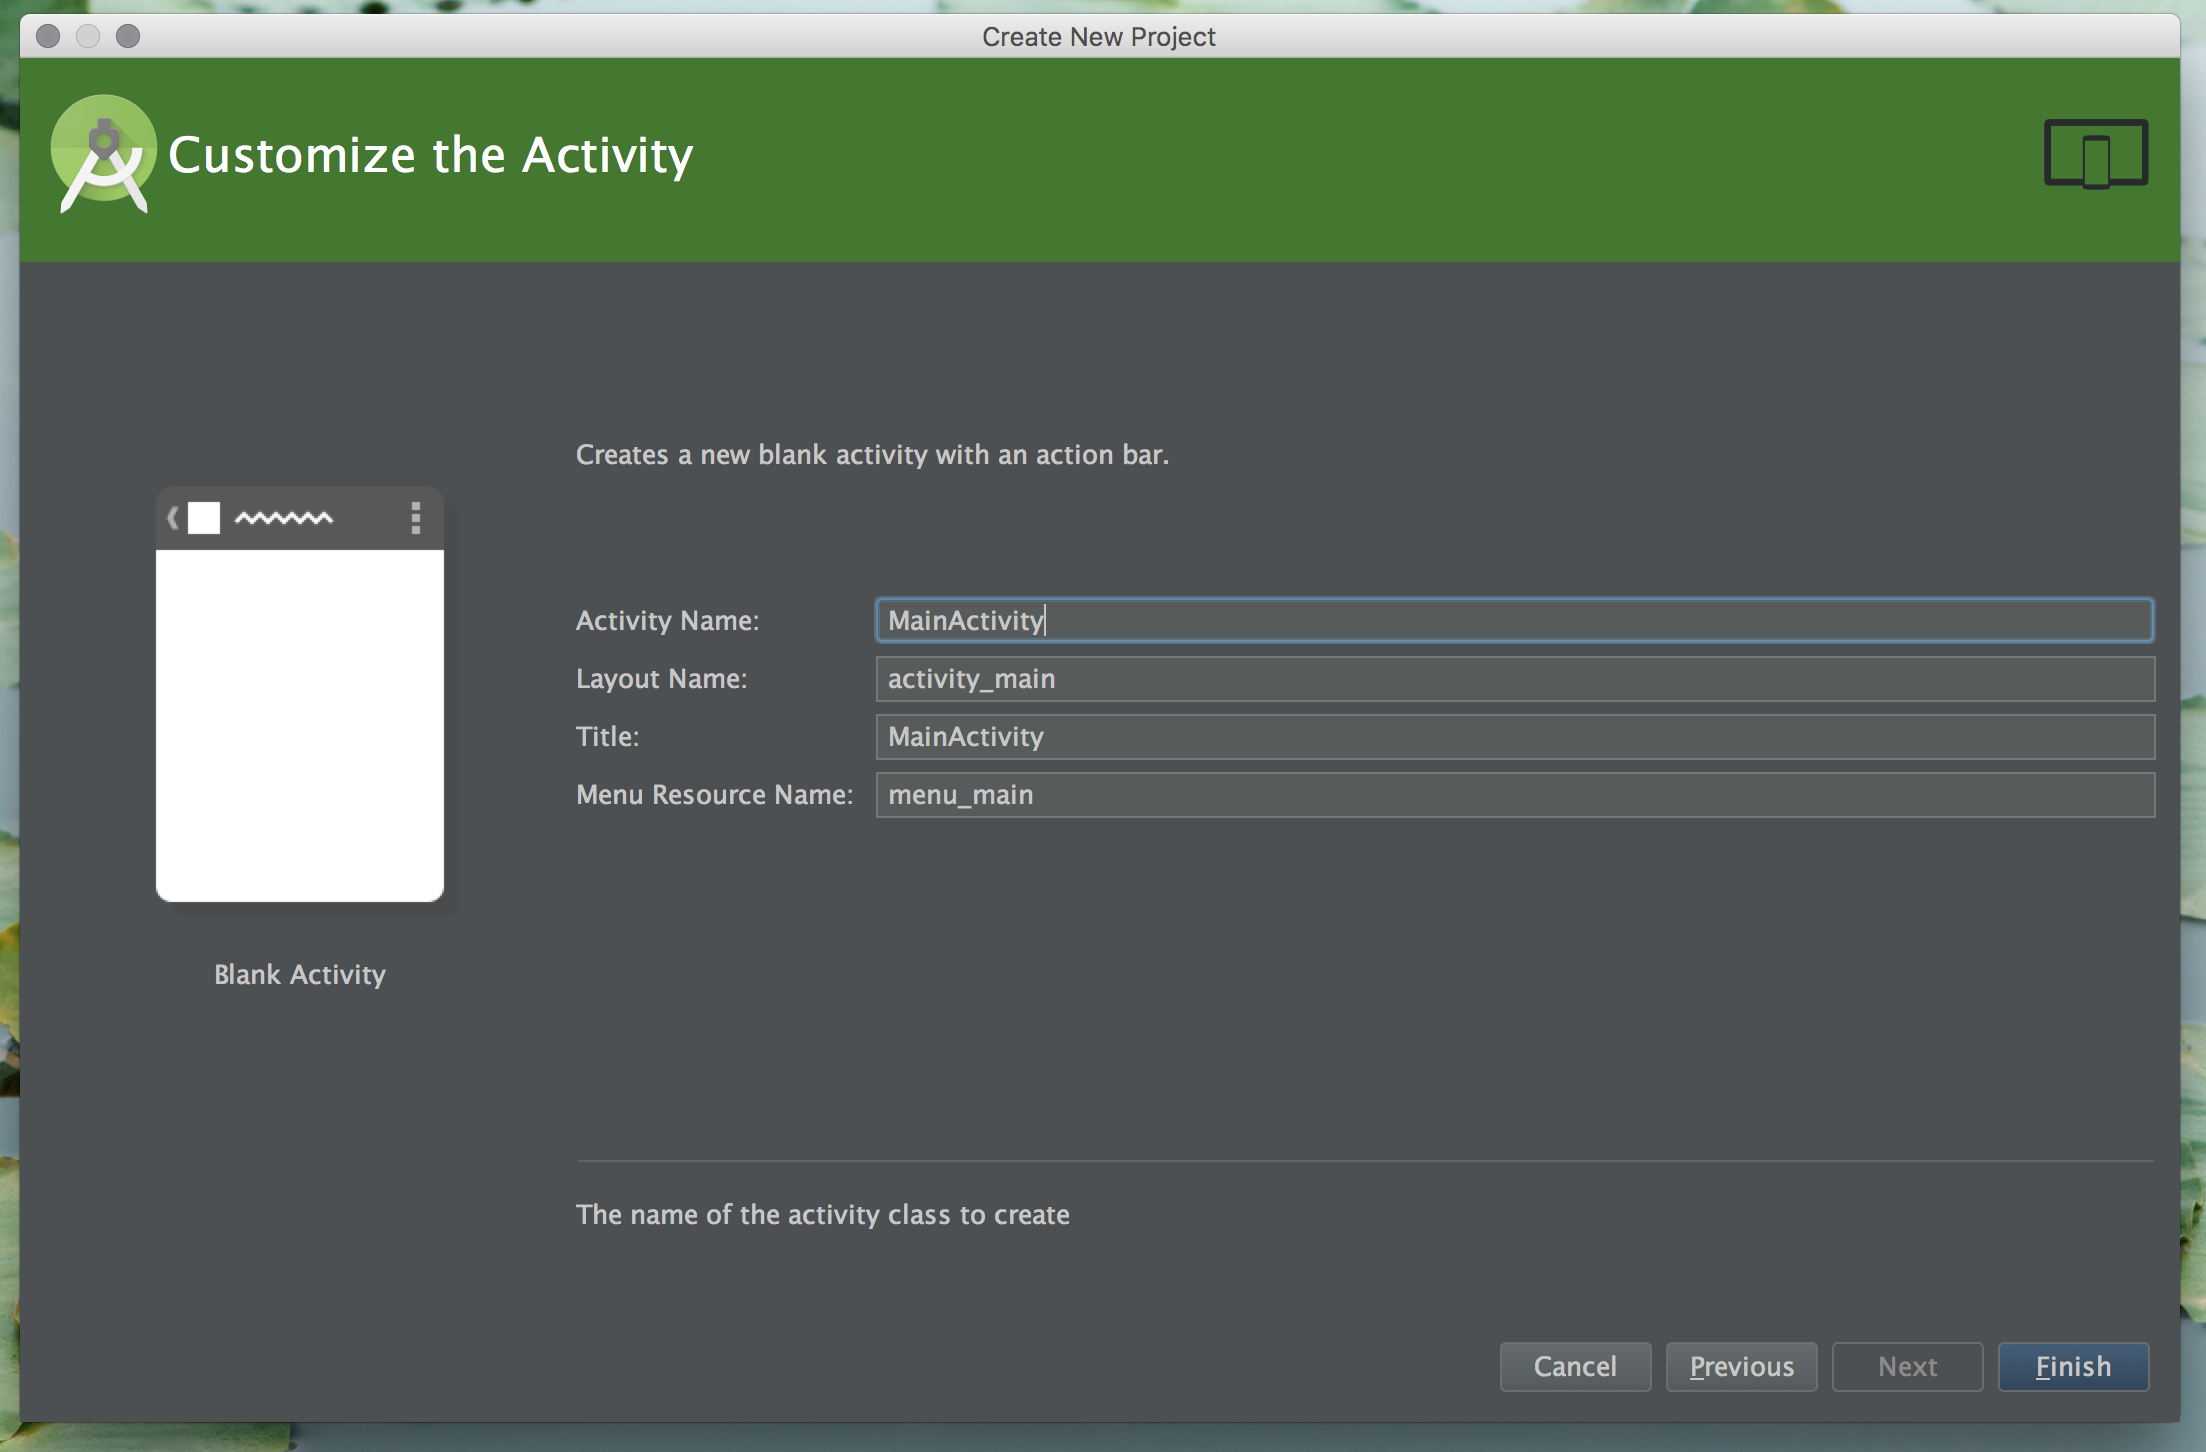 Create New Project
Customize the Activity
Creates a new blank activity with an action bar.
Activity Name: MainActivity
Layout Name: activity_main
Title: MainActivity
Menu Resource Name: menu_main
Blank Activity
The name of the activity class to create
Cancel Previous Next Finish